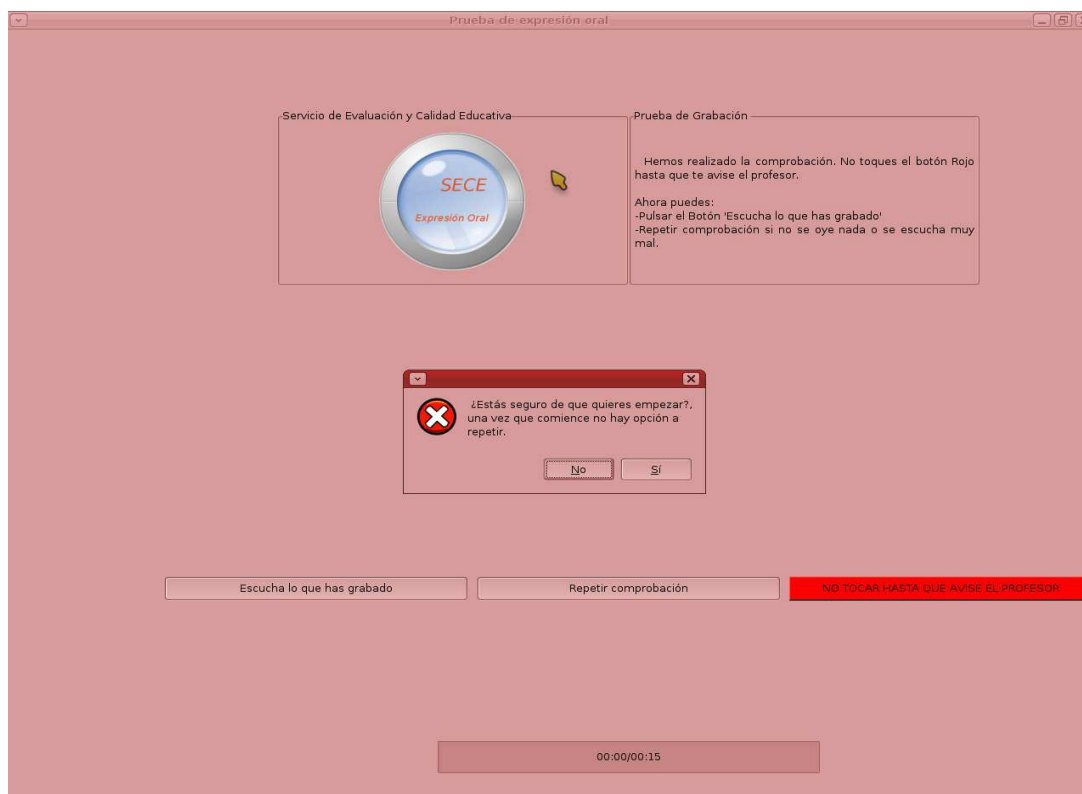 Prueba de expresión oral
Servicio de Evaluación y Calidad Educativa
SECE
Expresión Oral
Prueba de Grabación
Hemos realizado la comprobación. No toques el botón Rojo
hasta que te avise el profesor.
Ahora puedes:
-Pulsar el Botón 'Escucha lo que has grabado'
-Repetir comprobación si no se oye nada o se escucha muy
mal.
¿Estás seguro de que quieres empezar?,
una vez que comience no hay opción a
repetir.
No
Sí
Escucha lo que has grabado
Repetir comprobación
NO TOCAR HASTA QUE AVISE EL PROFESOR
00:00/00:15